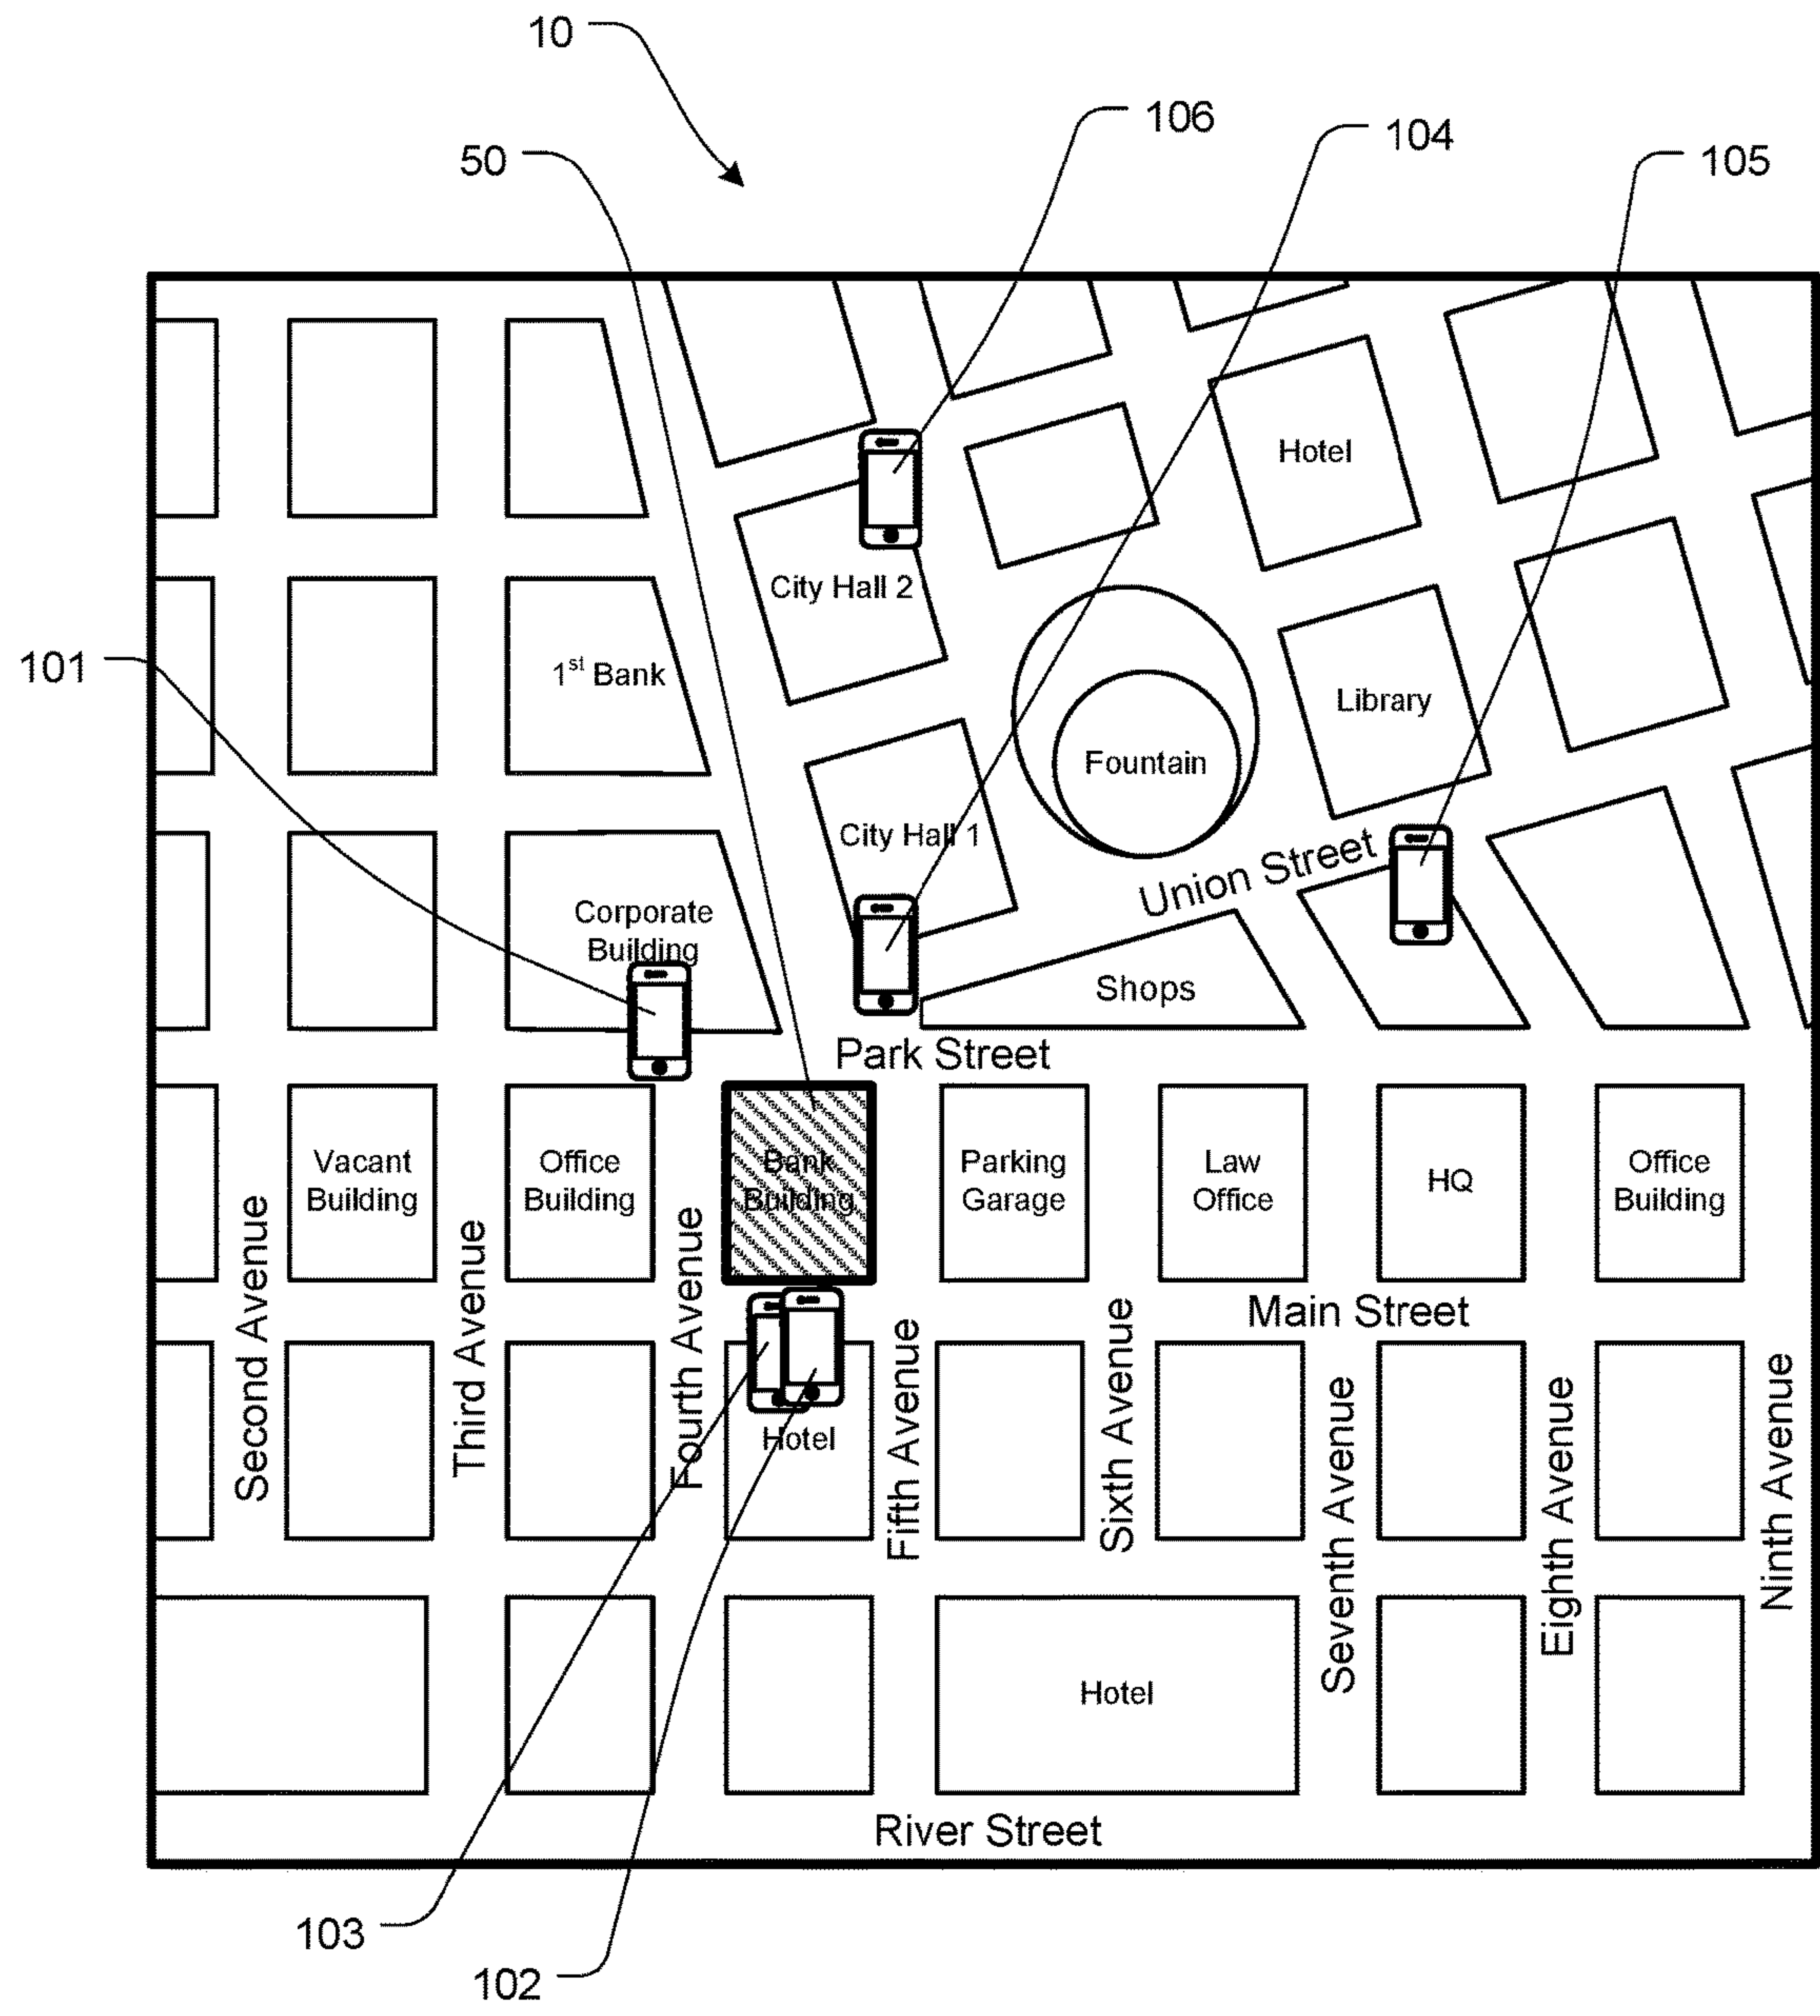 10
106
104
50
105
Hotel
City Hall 2
101
1st Bank
Library
Fountain
City Hall 1
Union Street
Corporate
Building
Shops
Park Street
Vacant
Building
Office
Building
Bank
Building
Parking
Garage
Law
Office
HQ
Office
Building
Main Street
Second Avenue
Third Avenue
Fourth Avenue
Hotel
Fifth Avenue
Sixth Avenue
Seventh Avenue
Eighth Avenue
Ninth Avenue
Hotel
River Street
103
102